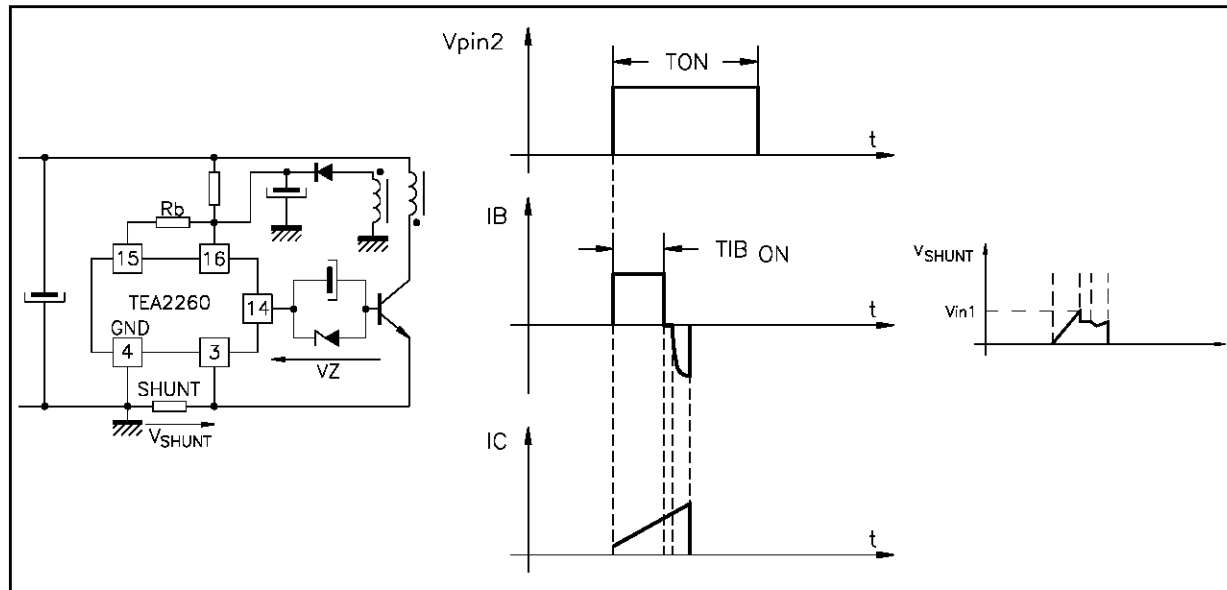 Vpin2
TON
t
Rb
15
16
TEA2260
14
GND
4
3
VZ
SHUNT
VSHUNT
IB
TIB ON
t
VSHUNT
Vin1
IC
t